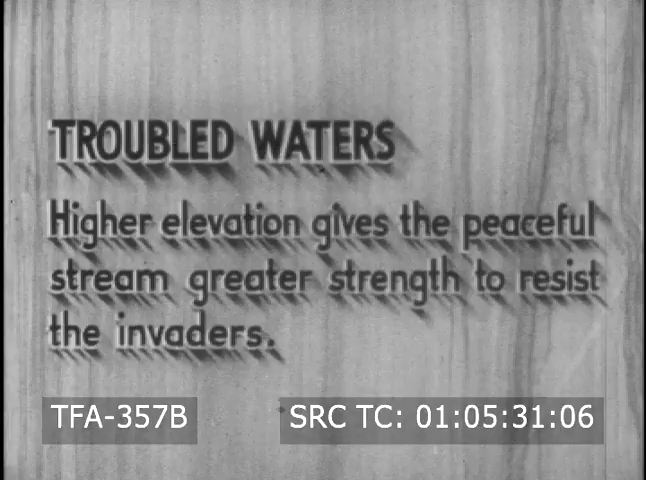 TROUBLED WATERS
Higher elevation gives the peaceful
stream greater strength to resist
the invaders.
TFA-357B
SRC TC: 01:05:31:06